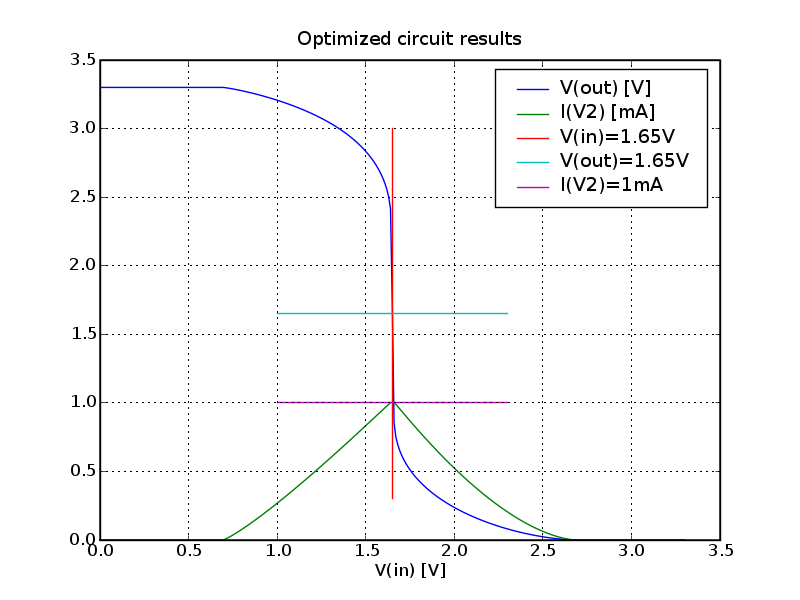 Optimized circuit results
V(out) [V]
I(V2) [mA]
V(in)=1.65V
V(out)=1.65V
I(V2)=1mA
3.5
3.0
2.5
2.0
1.5
1.0
0.5
0.0
0.0 0.5 1.0 1.5 2.0 2.5 3.0 3.5
V(in) [V]